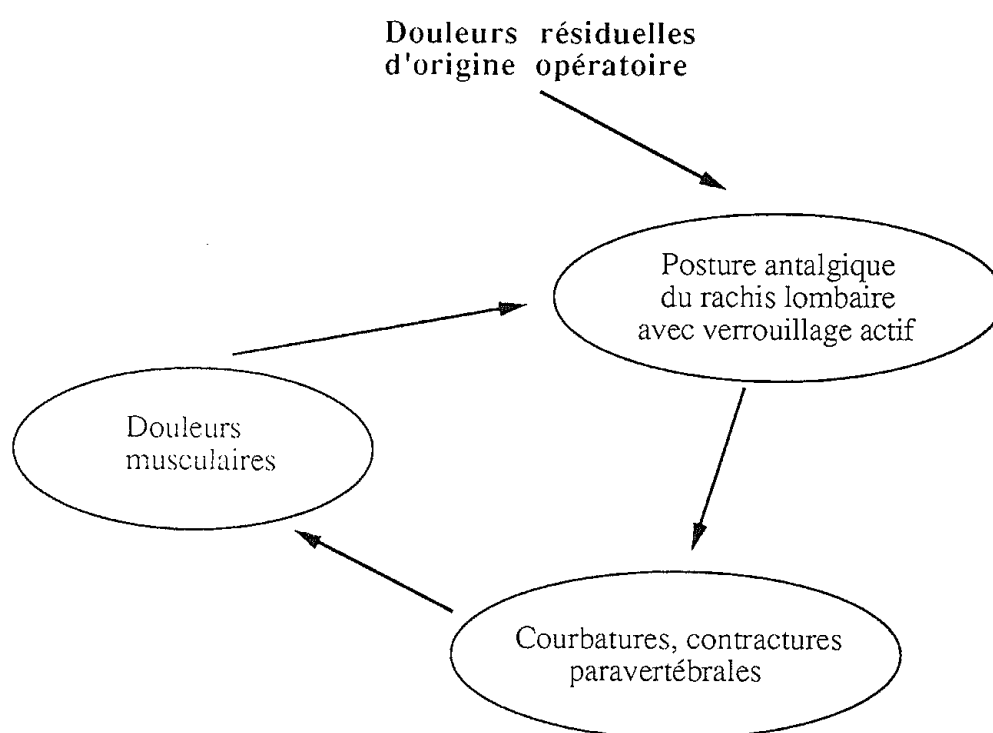 Douleurs résiduelles
d'origine opératoire
Posture antalgique
du rachis lombaire
avec verrouillage actif
Douleurs
musculaires
Courbatures, contractures
paravertébrales